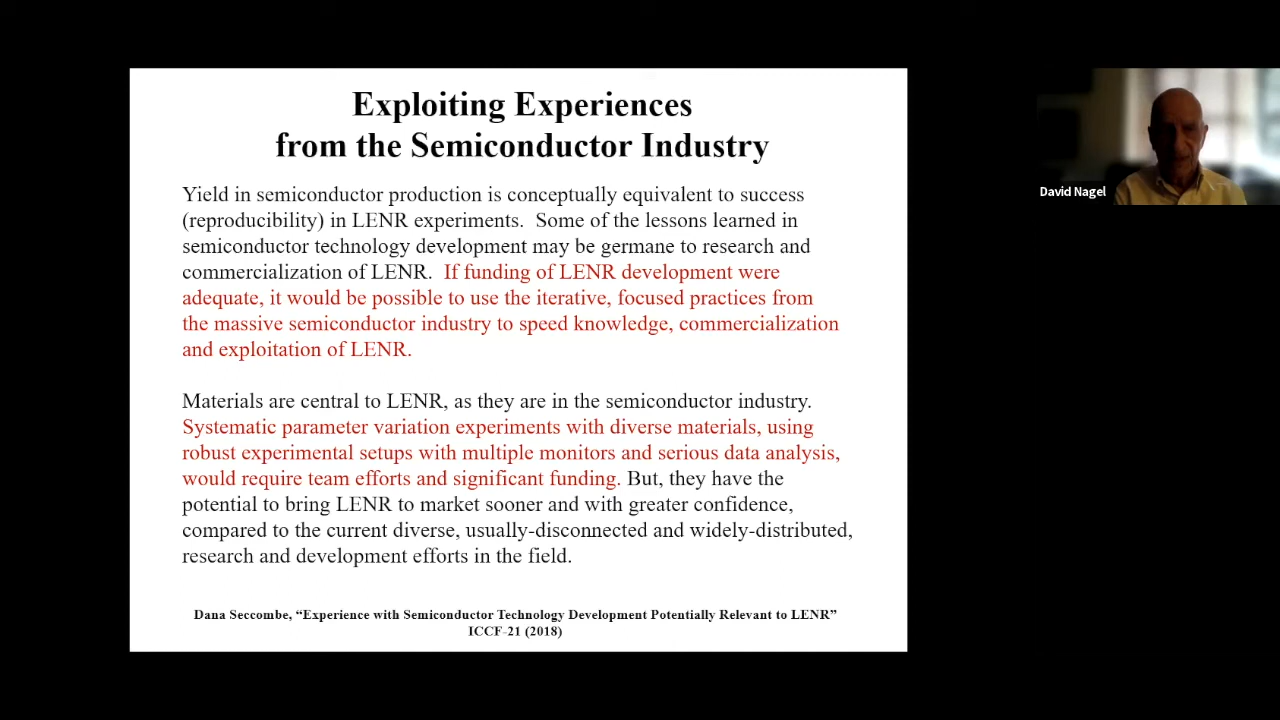 Exploiting Experiences
from the Semiconductor Industry
Yield in semiconductor production is conceptually equivalent to success
(reproducibility) in LENR experiments.  Some of the lessons learned in
semiconductor technology development may be germane to research and
commercialization of LENR.  If funding of LENR development were
adequate, it would be possible to use the iterative, focused practices from
the massive semiconductor industry to speed knowledge, commercialization
and exploitation of LENR.
Materials are central to LENR, as they are in the semiconductor industry.
Systematic parameter variation experiments with diverse materials, using
robust experimental setups with multiple monitors and serious data analysis,
would require team efforts and significant funding. But, they have the
potential to bring LENR to market sooner and with greater confidence,
compared to the current diverse, usually-disconnected and widely-distributed,
research and development efforts in the field.
Dana Seccombe, “Experience with Semiconductor Technology Development Potentially Relevant to LENR”
ICCF-21 (2018)
David Nagel